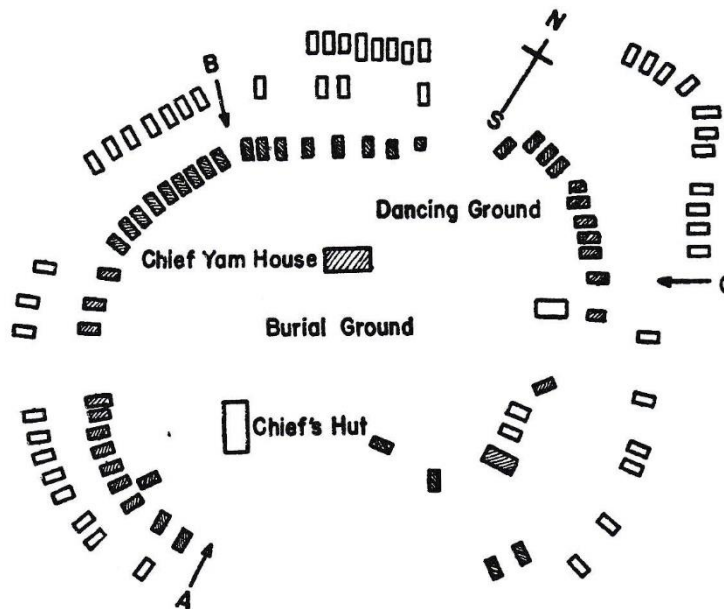 B
N
S
Dancing Ground
Chief Yam House
C
Burial Ground
Chief's Hut
A